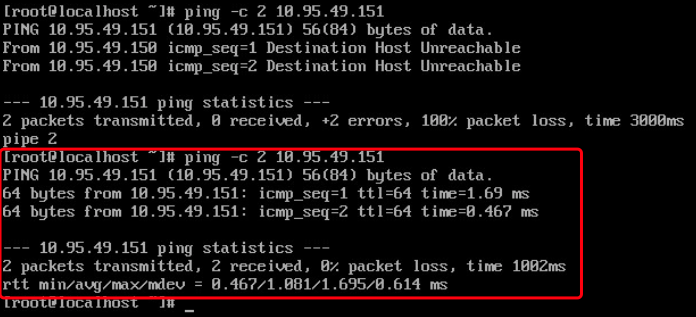 [root@localhost ~]# ping -c 2 10.95.49.151
PING 10.95.49.151 (10.95.49.151) 56(84) bytes of data.
From 10.95.49.150 icmp_seq=1 Destination Host Unreachable
From 10.95.49.150 icmp_seq=2 Destination Host Unreachable
--- 10.95.49.151 ping statistics ---
2 packets transmitted, 0 received, +2 errors, 100% packet loss, time 3000ms
pipe 2
[root@localhost ~]# ping -c 2 10.95.49.151
PING 10.95.49.151 (10.95.49.151) 56(84) bytes of data.
64 bytes from 10.95.49.151: icmp_seq=1 ttl=64 time=1.69 ms
64 bytes from 10.95.49.151: icmp_seq=2 ttl=64 time=0.467 ms
--- 10.95.49.151 ping statistics ---
2 packets transmitted, 2 received, 0% packet loss, time 1002ms
rtt min/avg/max/mdev = 0.467/1.081/1.695/0.614 ms
[root@localhost ~]# _